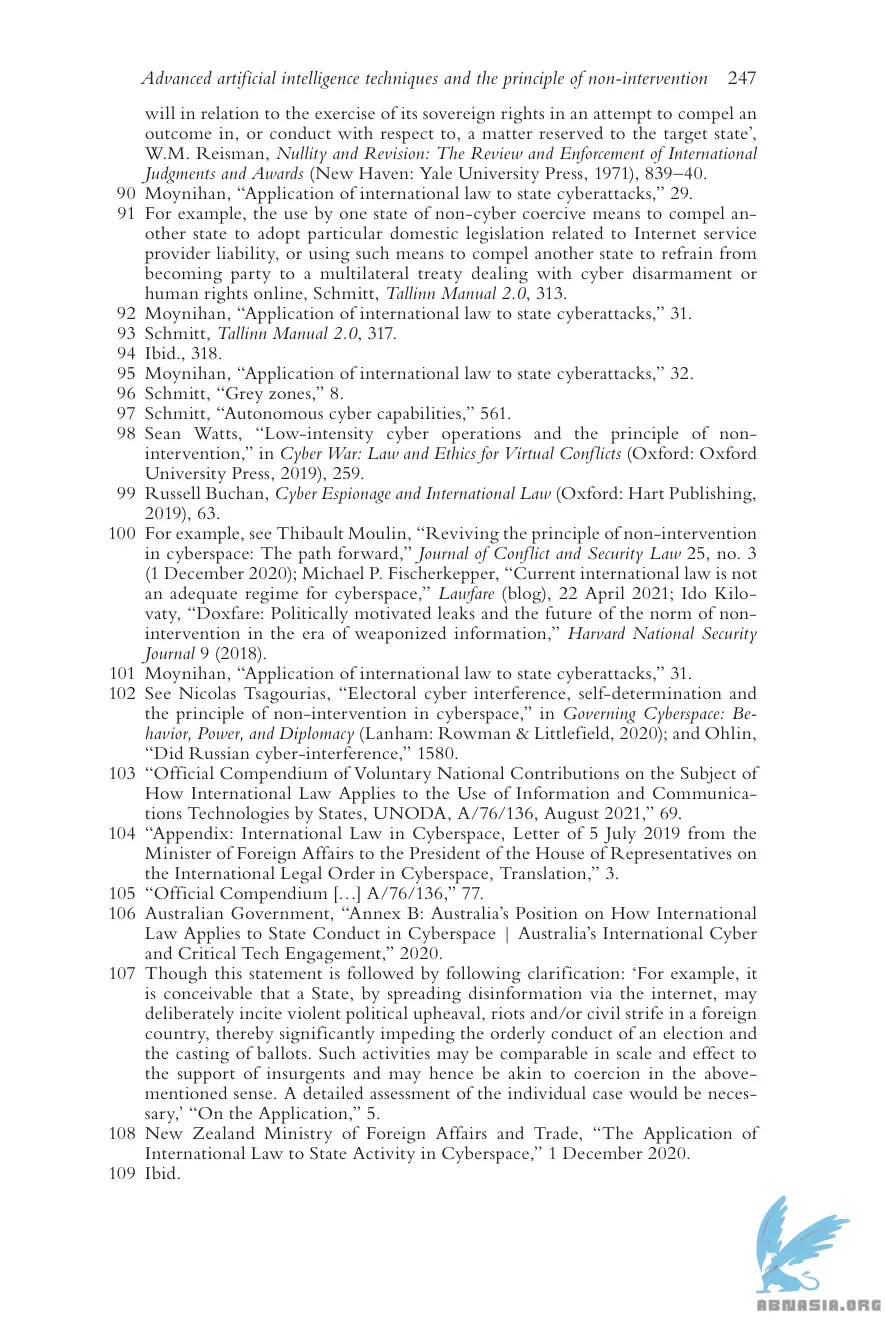 Advanced artificial intelligence techniques and the principle of non-intervention 247
will in relation to the exercise of its sovereign rights in an attempt to compel an
outcome in, or conduct with respect to, a matter reserved to the target state’,
W.M. Reisman, Nullity and Revision: The Review and Enforcement of International
Judgments and Awards (New Haven: Yale University Press, 1971), 839–40.
90 Moynihan, “Application of international law to state cyberattacks,” 29.
91 For example, the use by one state of non-cyber coercive means to compel an-
other state to adopt particular domestic legislation related to Internet service
provider liability, or using such means to compel another state to refrain from
becoming party to a multilateral treaty dealing with cyber disarmament or
human rights online, Schmitt, Tallinn Manual 2.0, 313.
92 Moynihan, “Application of international law to state cyberattacks,” 31.
93 Schmitt, Tallinn Manual 2.0, 317.
94 Ibid., 318.
95 Moynihan, “Application of international law to state cyberattacks,” 32.
96 Schmitt, “Grey zones,” 8.
97 Schmitt, “Autonomous cyber capabilities,” 561.
98 Sean Watts, “Low-intensity cyber operations and the principle of non-
intervention,” in Cyber War: Law and Ethics for Virtual Conflicts (Oxford: Oxford
University Press, 2019), 259.
99 Russell Buchan, Cyber Espionage and International Law (Oxford: Hart Publishing,
2019), 63.
100 For example, see Thibault Moulin, “Reviving the principle of non-intervention
in cyberspace: The path forward,” Journal of Conflict and Security Law 25, no. 3
(1 December 2020); Michael P. Fischerkepper, “Current international law is not
an adequate regime for cyberspace,” Lawfare (blog), 22 April 2021; Ido Kilo-
vaty, “Doxfare: Politically motivated leaks and the future of the norm of non-
intervention in the era of weaponized information,” Harvard National Security
Journal 9 (2018).
101 Moynihan, “Application of international law to state cyberattacks,” 31.
102 See Nicolas Tsagourias, “Electoral cyber interference, self-determination and
the principle of non-intervention in cyberspace,” in Governing Cyberspace: Be-
havior, Power, and Diplomacy (Lanham: Rowman & Littlefield, 2020); and Ohlin,
“Did Russian cyber-interference,” 1580.
103 “Official Compendium of Voluntary National Contributions on the Subject of
How International Law Applies to the Use of Information and Communica-
tions Technologies by States, UNODA, A/76/136, August 2021,” 69.
104 “Appendix: International Law in Cyberspace, Letter of 5 July 2019 from the
Minister of Foreign Affairs to the President of the House of Representatives on
the International Legal Order in Cyberspace, Translation,” 3.
105 “Official Compendium […] A/76/136,” 77.
106 Australian Government, “Annex B: Australia’s Position on How International
Law Applies to State Conduct in Cyberspace | Australia’s International Cyber
and Critical Tech Engagement,” 2020.
107 Though this statement is followed by following clarification: ‘For example, it
is conceivable that a State, by spreading disinformation via the internet, may
deliberately incite violent political upheaval, riots and/or civil strife in a foreign
country, thereby significantly impeding the orderly conduct of an election and
the casting of ballots. Such activities may be comparable in scale and effect to
the support of insurgents and may hence be akin to coercion in the above-
mentioned sense. A detailed assessment of the individual case would be neces-
sary,’ “On the Application,” 5.
108 New Zealand Ministry of Foreign Affairs and Trade, “The Application of
International Law to State Activity in Cyberspace,” 1 December 2020.
109 Ibid.
ABNASIA.ORG